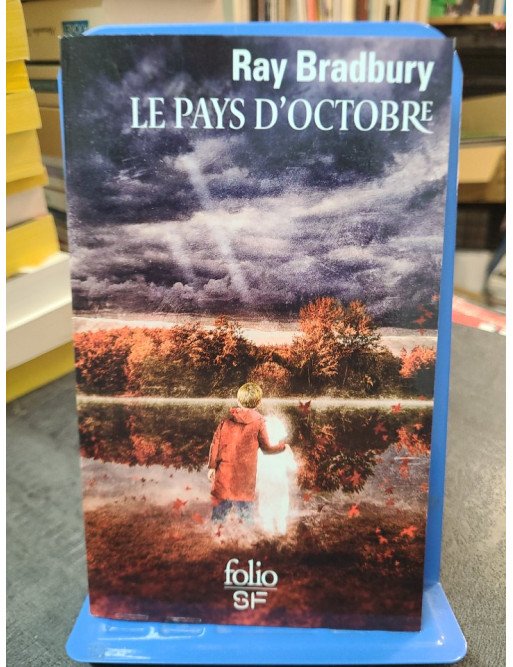 Ray Bradbury
LE PAYS D'OCTOBRE
folio
SF